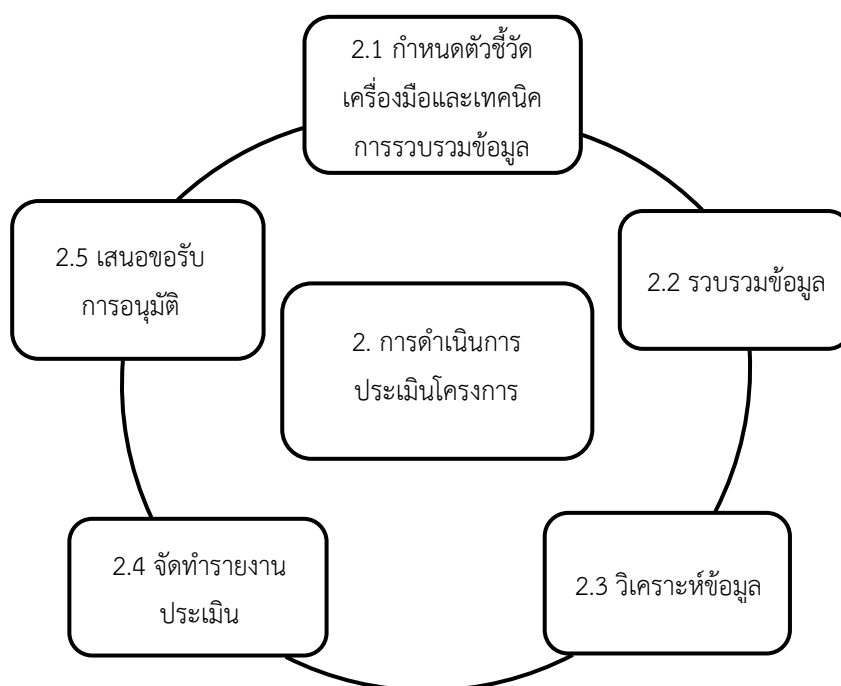 2.1 กำหนดตัวชี้วัด
เครื่องมือและเทคนิค
การรวบรวมข้อมูล
2.2 รวบรวมข้อมูล
2.3 วิเคราะห์ข้อมูล
2.4 จัดทำรายงาน
ประเมิน
2.5 เสนอขอรับ
การอนุมัติ
2. การดำเนินการ
ประเมินโครงการ